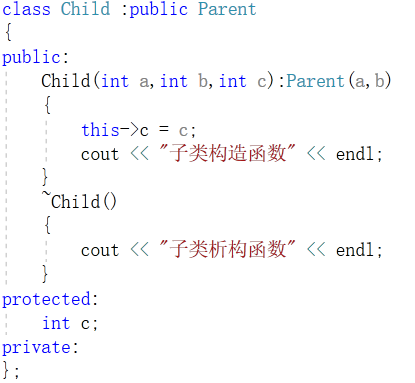 class Child :public Parent
{
public:
    Child(int a,int b,int c):Parent(a,b)
    {
        this->c = c;
        cout << "子类构造函数" << endl;
    }
    ~Child()
    {
        cout << "子类析构函数" << endl;
    }
protected:
    int c;
private:
};